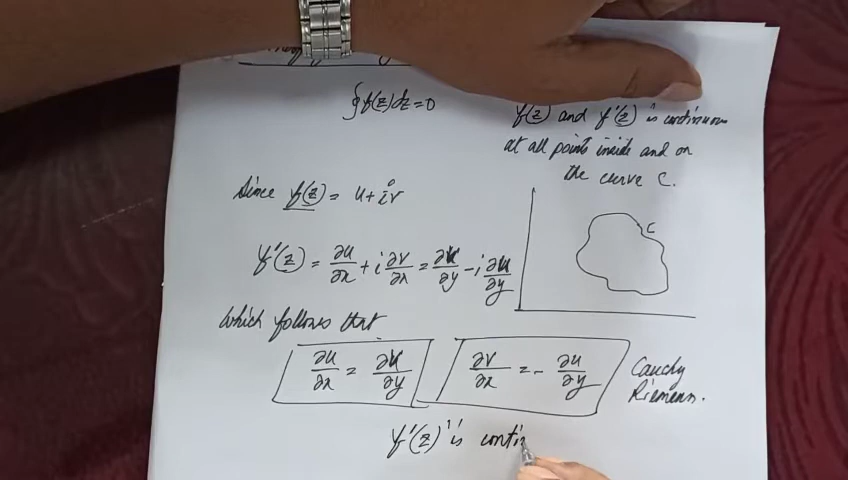 ∮f(z)dz=0
f(z) and f'(z) is continuous
at all points inside and on
the curve C.
Since f(z) = u+iv
C
f'(z) = ∂u/∂x + i ∂v/∂x = ∂v/∂y - i ∂u/∂y
Which follows that
∂u/∂x = ∂v/∂y  ∂v/∂x = - ∂u/∂y  Cauchy
Riemann.
f'(z) is contin